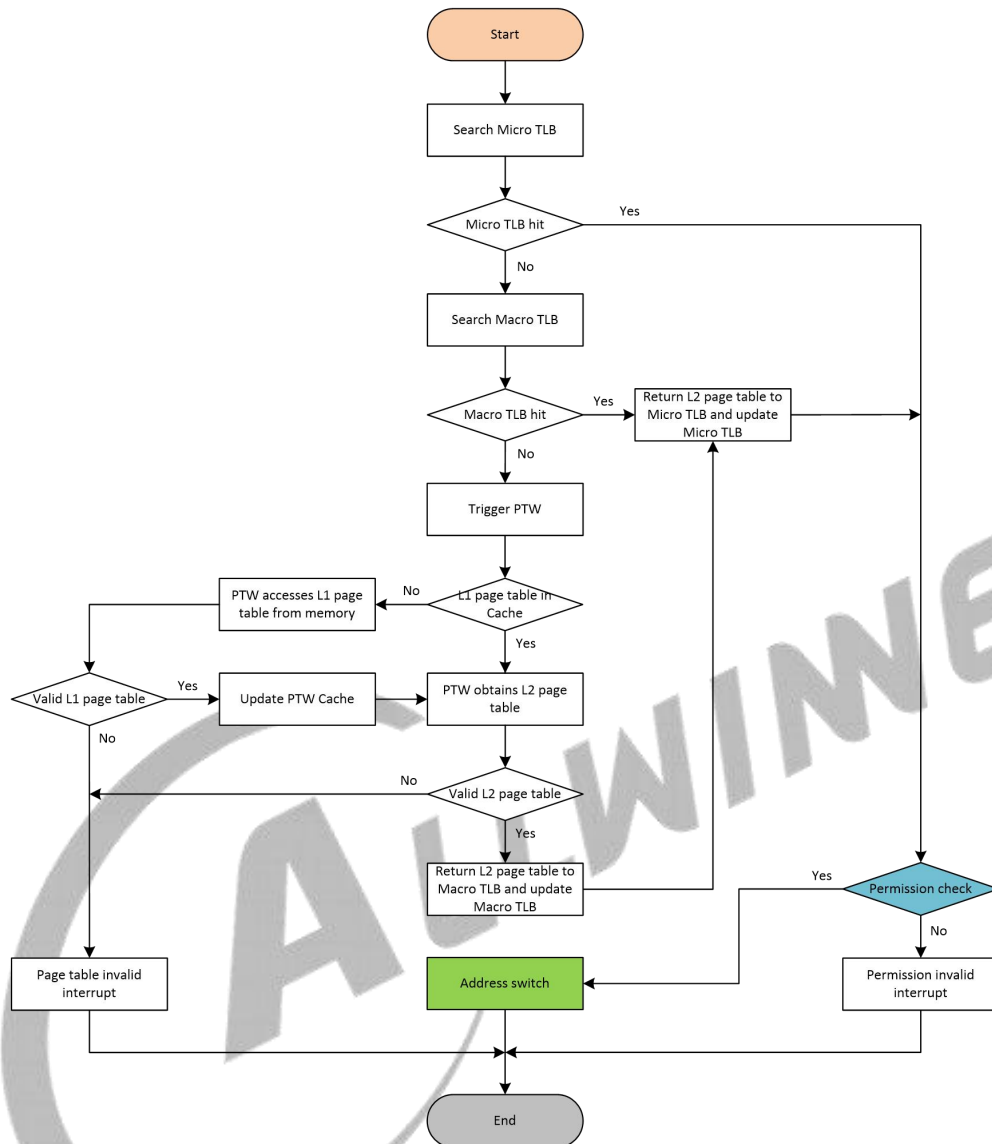 Start
Search Micro TLB
Micro TLB hit
Yes
No
Search Macro TLB
Macro TLB hit
Yes
Return L2 page table to
Micro TLB and update
Micro TLB
No
Trigger PTW
PTW accesses L1 page
table from memory
No
L1 page table in
Cache
Yes
Valid L1 page table
Yes
Update PTW Cache
PTW obtains L2 page
table
No
No
Valid L2 page table
Yes
Return L2 page table to
Macro TLB and update
Macro TLB
Yes
Permission check
No
Page table invalid
interrupt
Address switch
Permission invalid
interrupt
End
ALLWINE